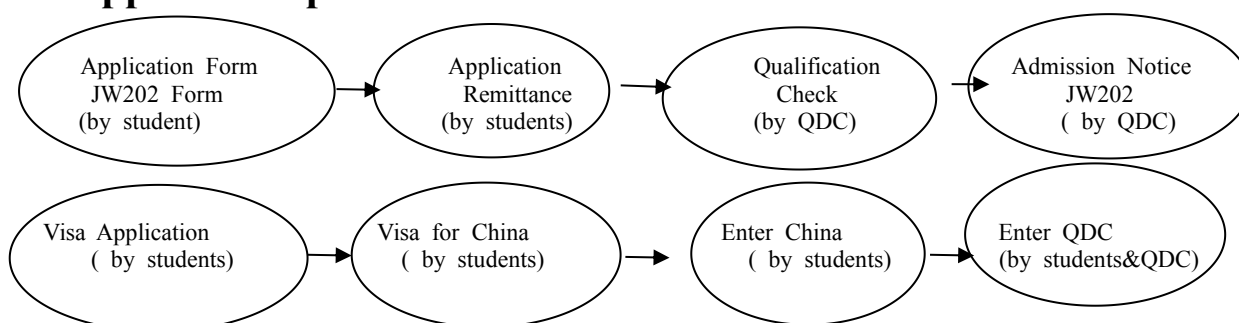 Application Form
JW202 Form
(by student)
Application
Remittance
(by students)
Qualification
Check
(by QDC)
Admission Notice
JW202
( by QDC)
Visa Application
( by students)
Visa for China
( by students)
Enter China
( by students)
Enter QDC
(by students&QDC)